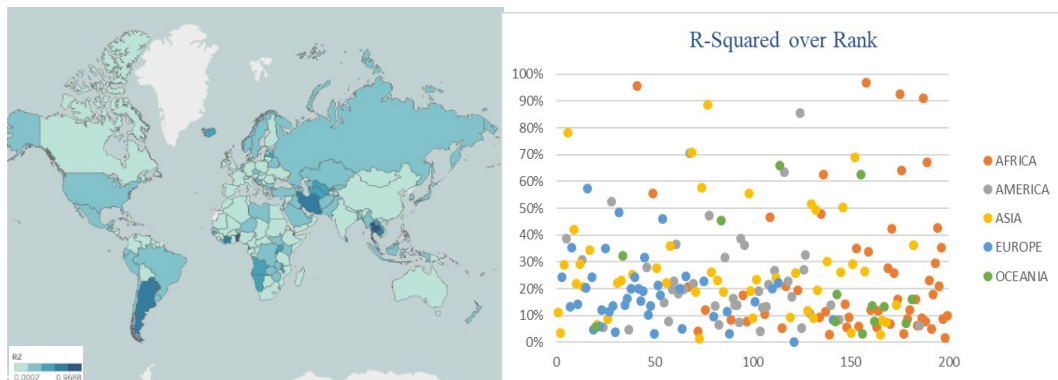 R2
0.0002 0.9688
R-Squared over Rank
100%
90%
80%
70%
60%
50%
40%
30%
20%
10%
0%
0 50 100 150 200
AFRICA
AMERICA
ASIA
EUROPE
OCEANIA